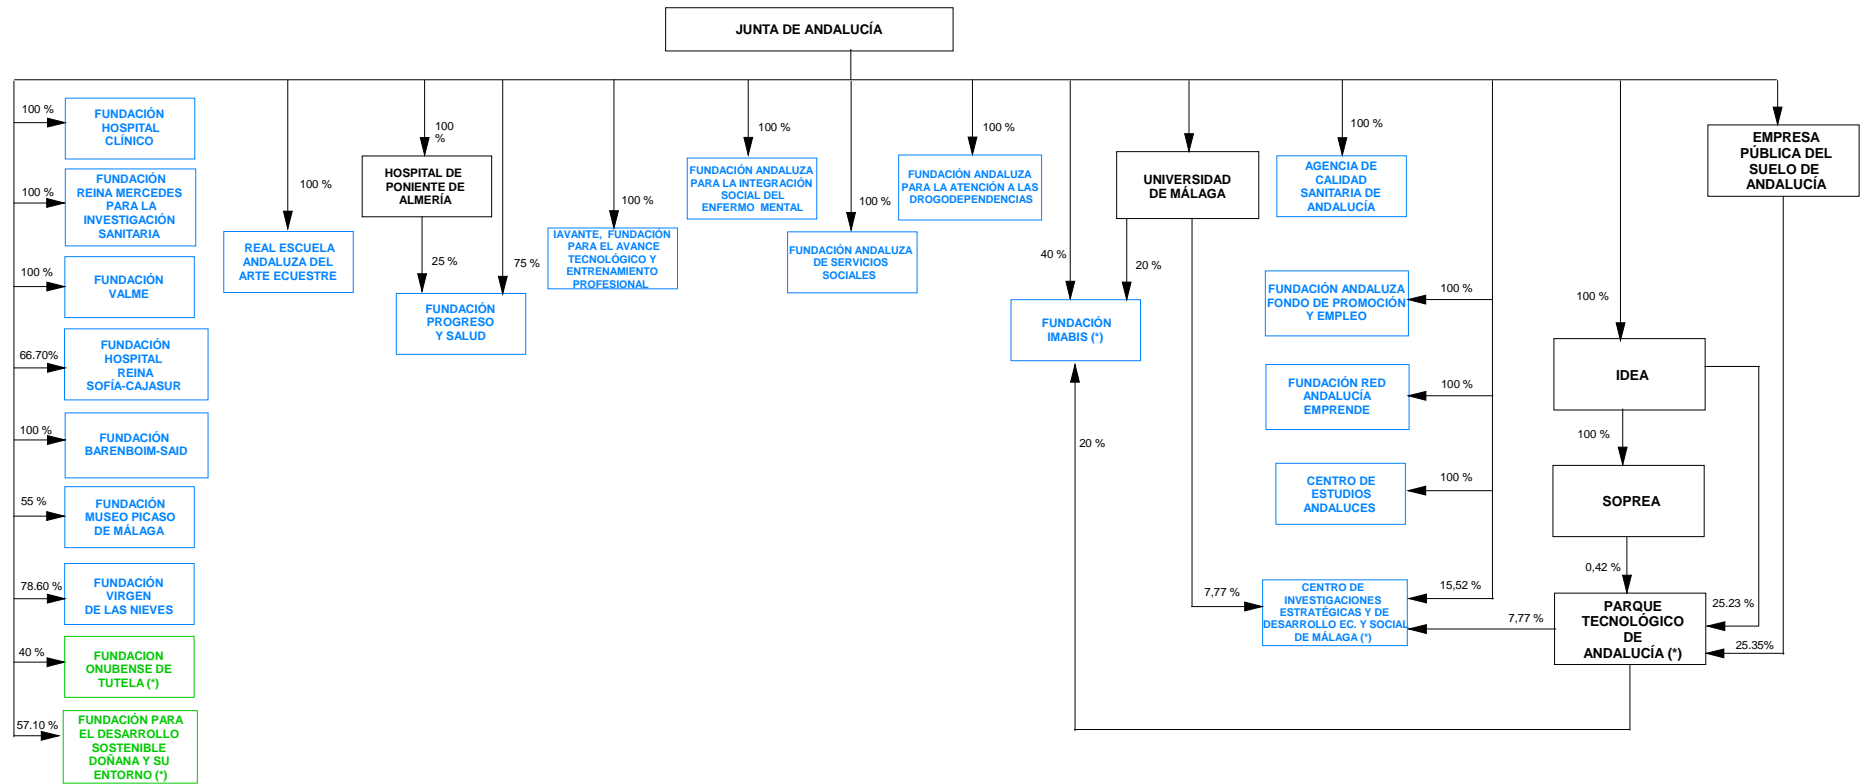 JUNTA DE ANDALUCÍA
100 %
FUNDACIÓN
HOSPITAL
CLÍNICO
100 %
FUNDACIÓN
REINA MERCEDES
PARA LA
INVESTIGACIÓN
SANITARIA
100 %
FUNDACIÓN
VALME
66.70%
FUNDACIÓN
HOSPITAL
REINA
SOFÍA-CAJASUR
100 %
FUNDACIÓN
BARENBOIM-SAID
55 %
FUNDACIÓN
MUSEO PICASO
DE MÁLAGA
78.60 %
FUNDACIÓN
VIRGEN
DE LAS NIEVES
40 %
FUNDACION
ONUBENSE DE
TUTELA (*)
57.10 %
FUNDACIÓN PARA
EL DESARROLLO
SOSTENIBLE
DOÑANA Y SU
ENTORNO (*)
100 %
REAL ESCUELA
ANDALUZA DEL
ARTE ECUESTRE
100
%
HOSPITAL DE
PONIENTE DE
ALMERÍA
25 %
75 %
FUNDACIÓN
PROGRESO
Y SALUD
100 %
IAVANTE, FUNDACIÓN
PARA EL AVANCE
TECNOLÓGICO Y
ENTRENAMIENTO
PROFESIONAL
100 %
FUNDACIÓN ANDALUZA
PARA LA INTEGRACIÓN
SOCIAL DEL
ENFERMO MENTAL
100 %
FUNDACIÓN ANDALUZA
DE SERVICIOS
SOCIALES
100 %
FUNDACIÓN ANDALUZA
PARA LA ATENCIÓN A LAS
DROGODEPENDENCIAS
40 %
20 %
FUNDACIÓN
IMABIS (*)
20 %
UNIVERSIDAD
DE MÁLAGA
7,77 %
100 %
AGENCIA DE
CALIDAD
SANITARIA DE
ANDALUCÍA
100 %
FUNDACIÓN ANDALUZA
FONDO DE PROMOCIÓN
Y EMPLEO
100 %
FUNDACIÓN RED
ANDALUCÍA
EMPRENDE
100 %
CENTRO DE
ESTUDIOS
ANDALUCES
15,52 %
CENTRO DE
INVESTIGACIONES
ESTRATÉGICAS Y DE
DESARROLLO EC. Y SOCIAL
DE MÁLAGA (*)
7,77 %
100 %
IDEA
100 %
SOPREA
0,42 %
PARQUE
TECNOLÓGICO
DE
ANDALUCÍA (*)
25.23 %
25.35%
EMPRESA
PÚBLICA DEL
SUELO DE
ANDALUCÍA